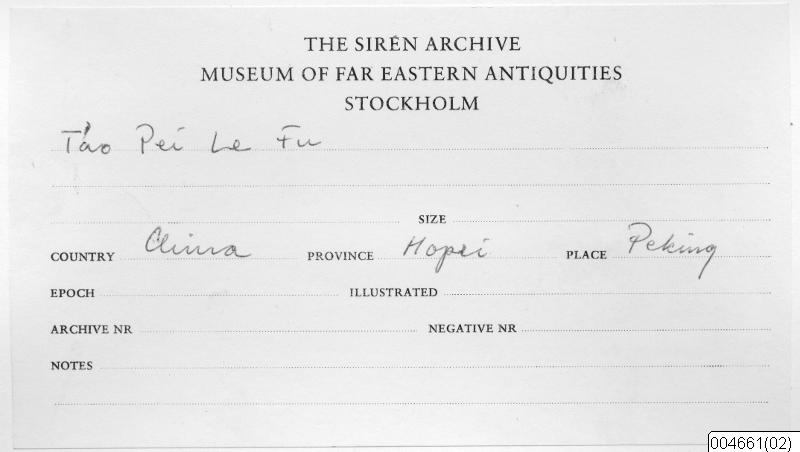 THE SIRÉN ARCHIVE
MUSEUM OF FAR EASTERN ANTIQUITIES
STOCKHOLM
T'ao Pei Le Fu
SIZE
COUNTRY China PROVINCE Hopei PLACE Peking
EPOCH ILLUSTRATED
ARCHIVE NR NEGATIVE NR
NOTES
004661(02)